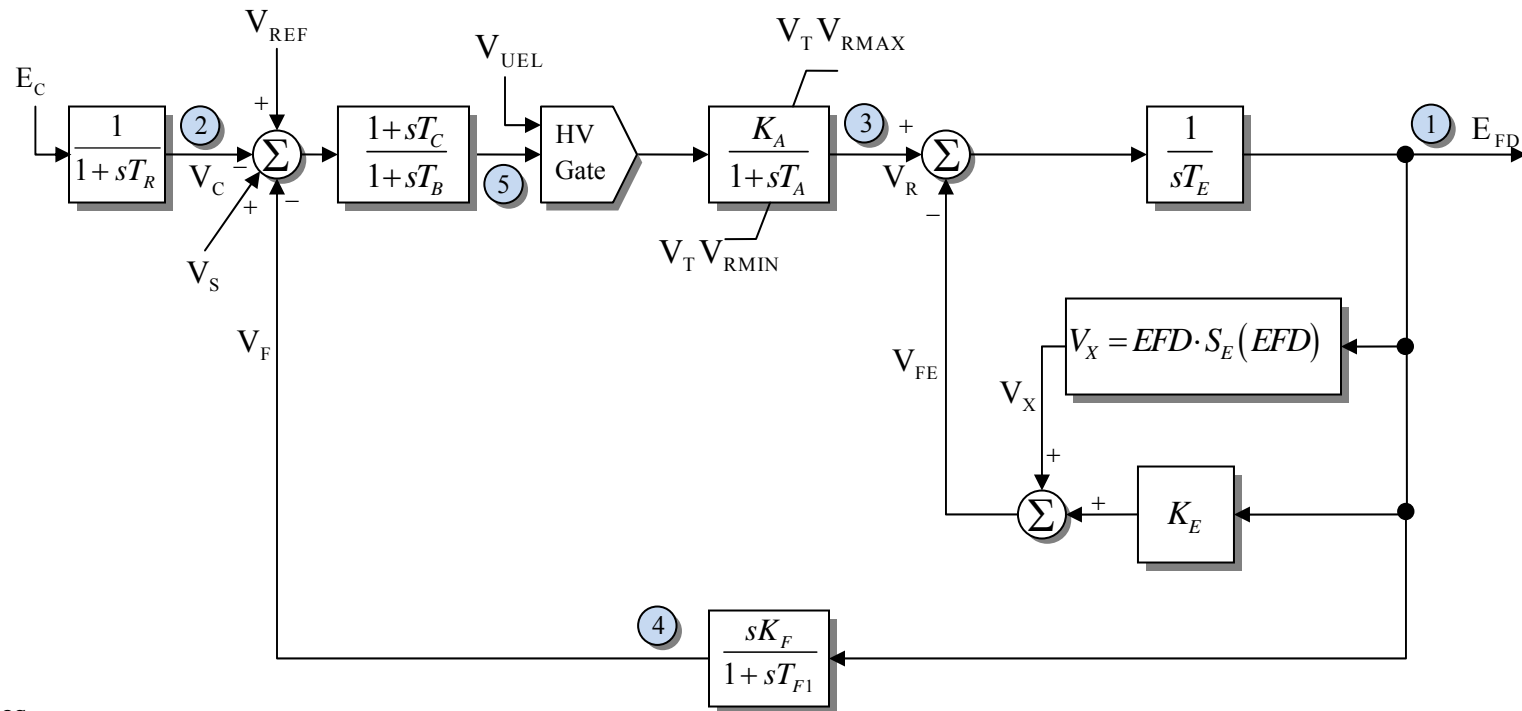 V_REF
V_UEL
V_T V_RMAX
E_C
1
1 + sT_R
2
V_C
+
−
+
−
Σ
V_S
1 + sT_C
1 + sT_B
5
HV
Gate
K_A
1 + sT_A
V_T V_RMIN
3
+
V_R
−
Σ
1
sT_E
1
E_FD
V_F
V_FE
V_X = EFD · S_E (EFD)
V_X
+
+
Σ
K_E
4
sK_F
1 + sT_F1